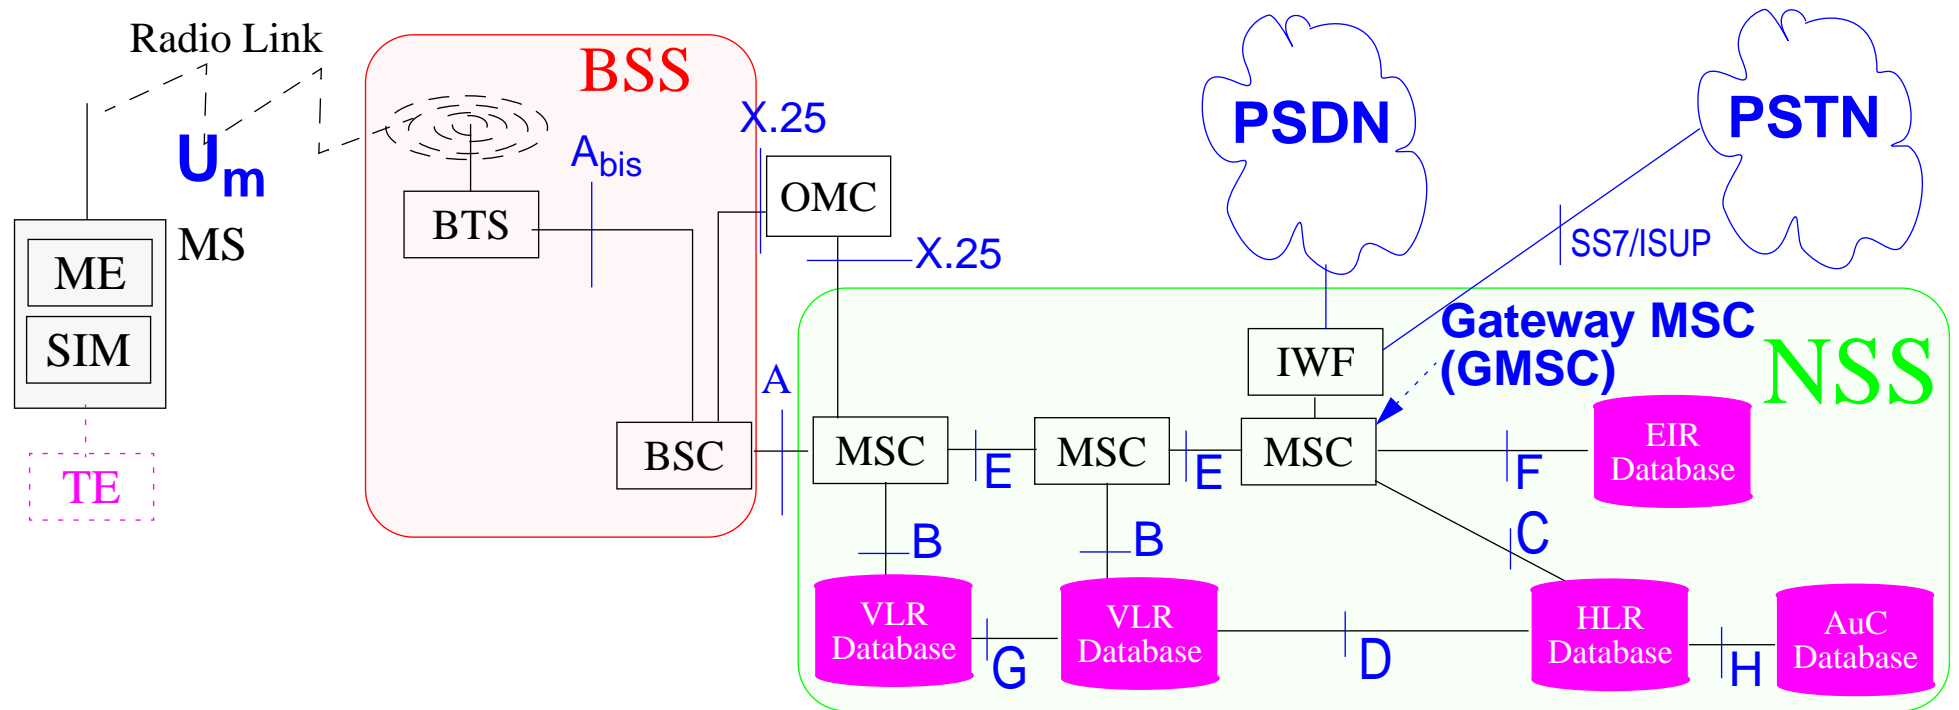 Radio Link
BSS
X.25
PSDN
PSTN
Um
Abis
OMC
BTS
MS
ME
SIM
TE
X.25
SS7/ISUP
Gateway MSC
(GMSC)
NSS
IWF
A
BSC
MSC
E
MSC
E
MSC
F
EIR
Database
B
B
C
VLR
Database
G
VLR
Database
D
HLR
Database
H
AuC
Database